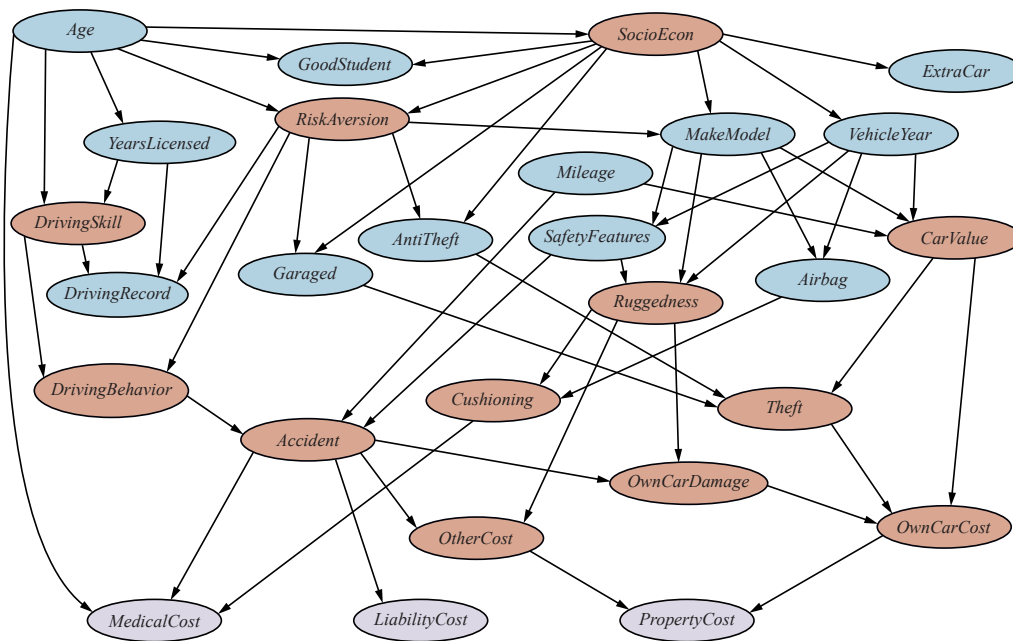 Age
SocioEcon
GoodStudent
ExtraCar
RiskAversion
YearsLicensed
MakeModel
VehicleYear
Mileage
DrivingSkill
AntiTheft
SafetyFeatures
CarValue
Garaged
Airbag
DrivingRecord
Ruggedness
DrivingBehavior
Cushioning
Theft
Accident
OwnCarDamage
OwnCarCost
OtherCost
MedicalCost
LiabilityCost
PropertyCost